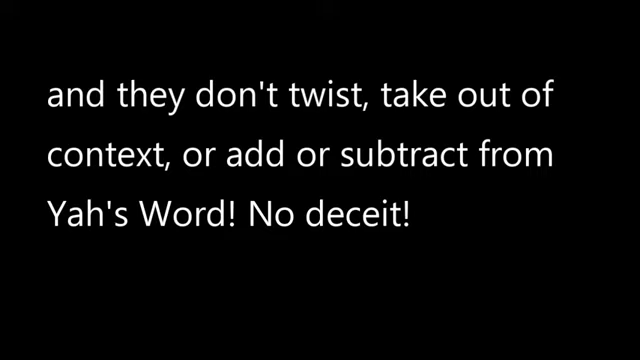 and they don't twist, take out of
context, or add or subtract from
Yah's Word! No deceit!